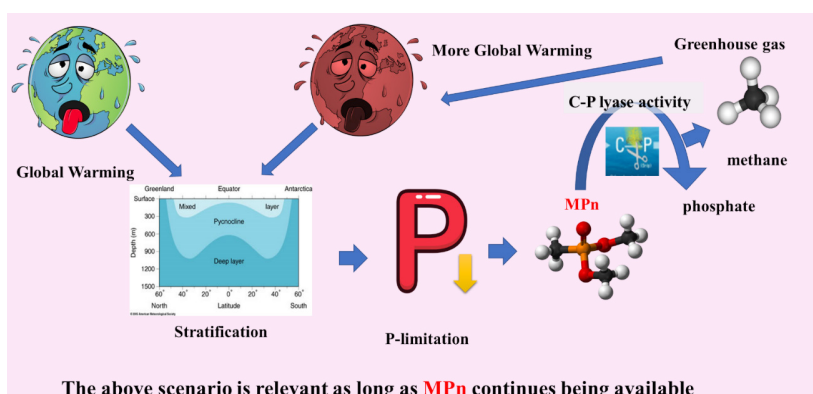 More Global Warming
Greenhouse gas
C-P lyase activity
C P
Global Warming
methane
MPn
phosphate
Greenland Equator Antarctica
Surface
Mixed layer
300
Pycnocline
600
Depth (m)
900
Deep layer
1200
1500
60° 40° 20° 0° 20° 40° 60°
North Latitude South
P
Stratification
P-limitation
The above scenario is relevant as long as MPn continues being available